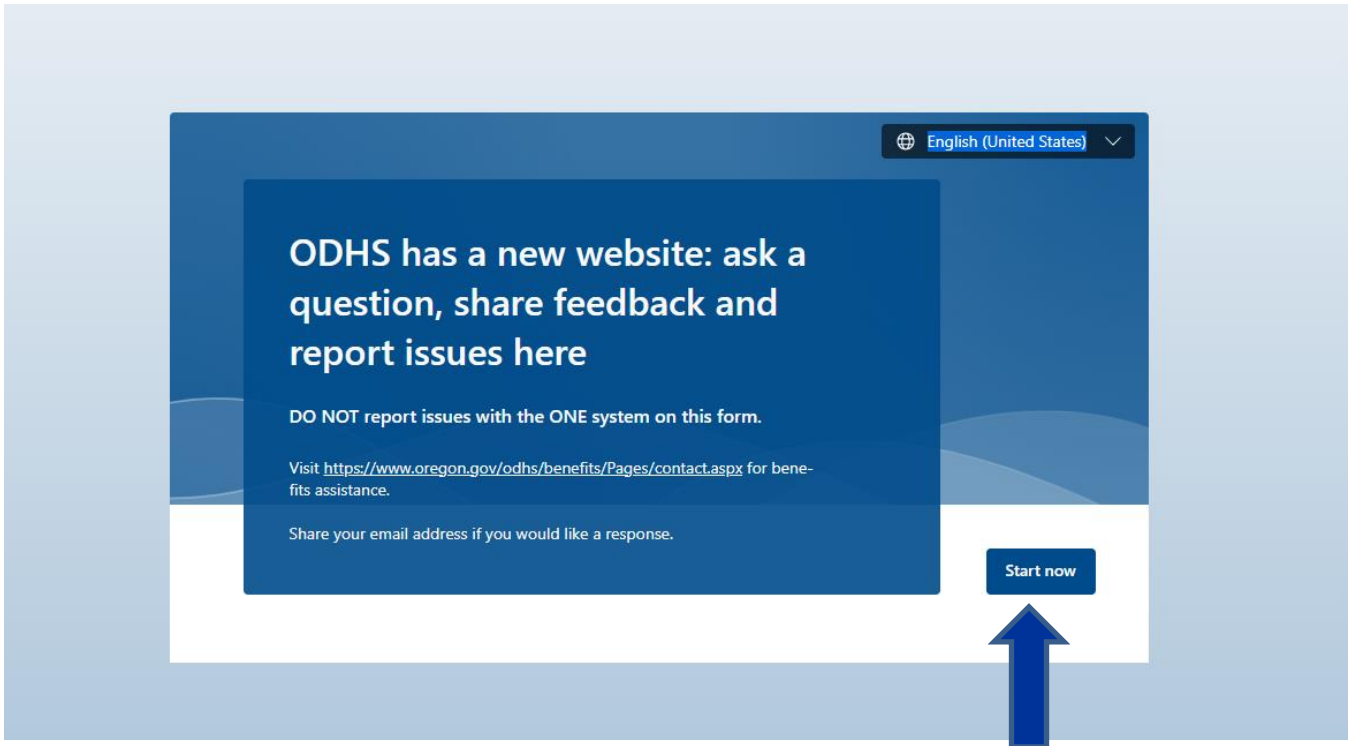 English (United States)
ODHS has a new website: ask a
question, share feedback and
report issues here
DO NOT report issues with the ONE system on this form.
Visit https://www.oregon.gov/odhs/benefits/Pages/contact.aspx for bene-
fits assistance.
Share your email address if you would like a response.
Start now